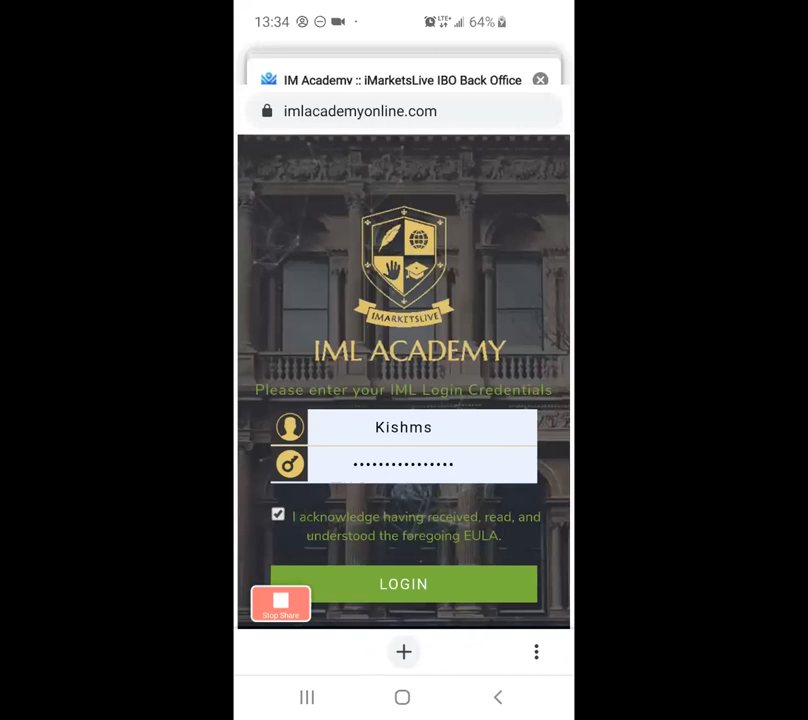 13:34
LTE+
64%
IM Academy :: iMarketsLive IBO Back Office
imlacademyonline.com
IMARKETSLIVE
IML ACADEMY
Please enter your IML Login Credentials
Kishms
••••••••••••••••
I acknowledge having received, read, and
understood the foregoing EULA.
LOGIN
Stop Share